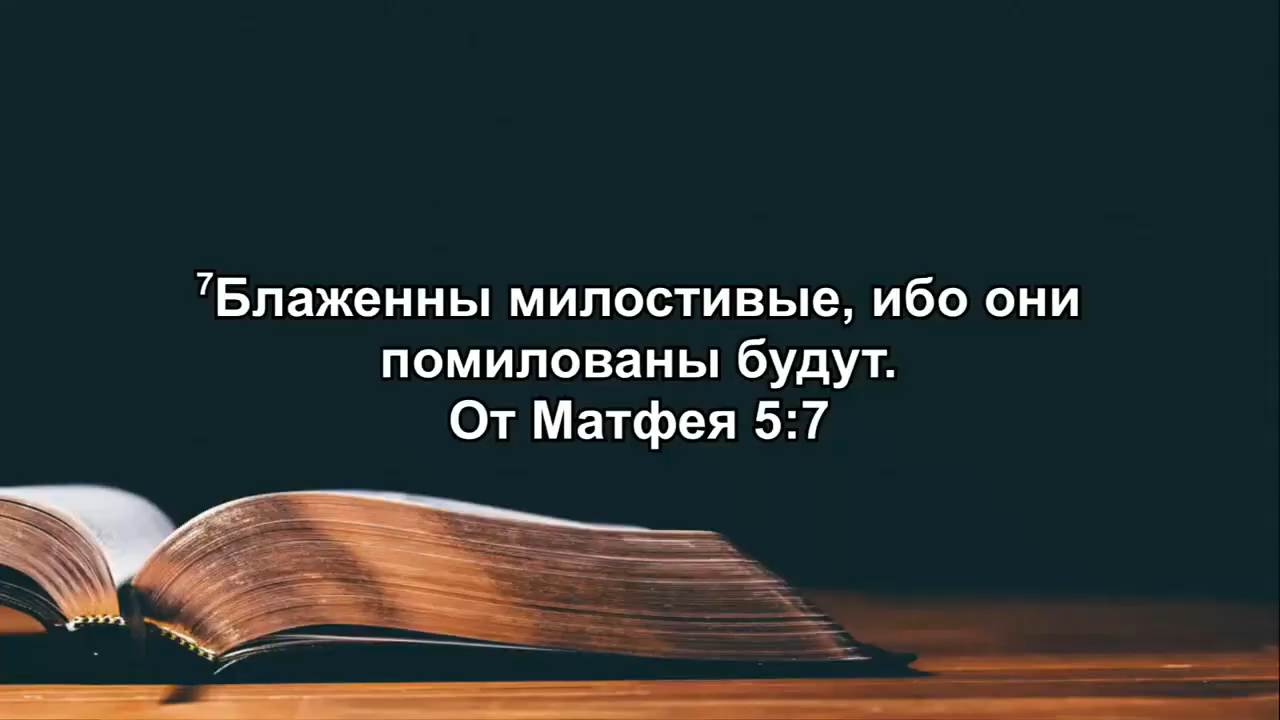 ⁷Блаженны милостивые, ибо они
помилованы будут.
От Матфея 5:7